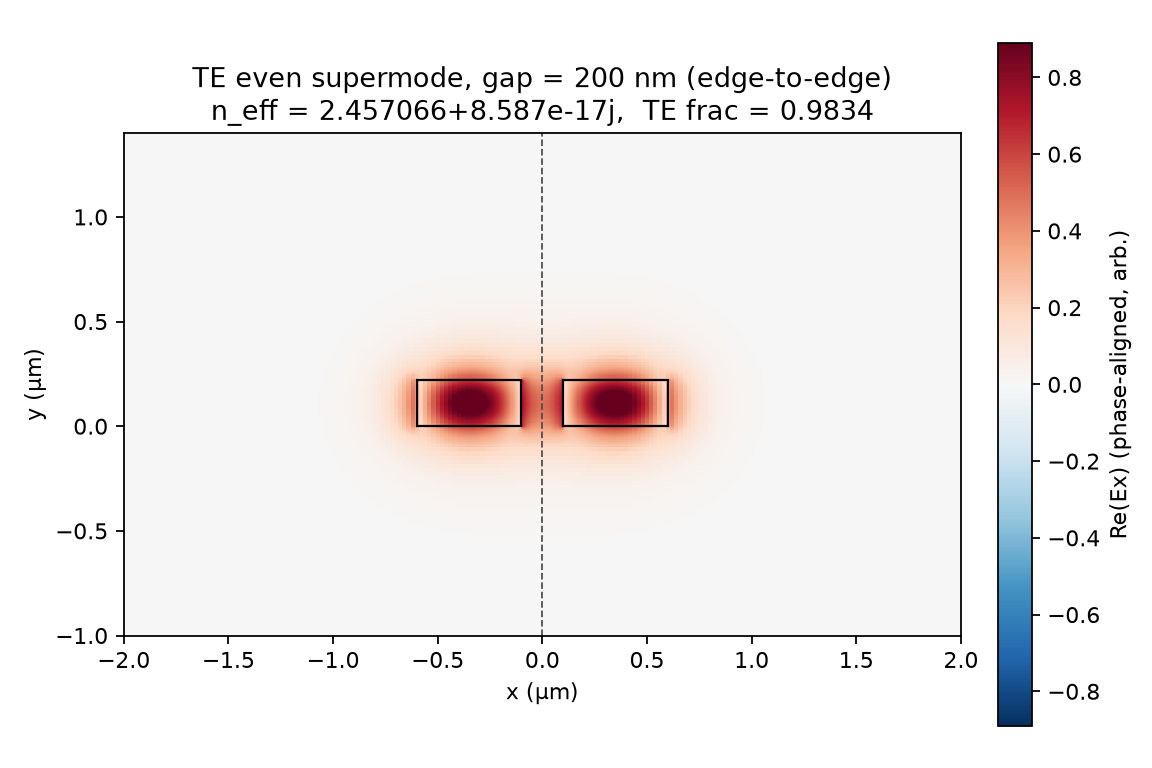 TE even supermode, gap = 200 nm (edge-to-edge)
n_eff = 2.457066+8.587e-17j,  TE frac = 0.9834
y (μm)
1.0
0.5
0.0
−0.5
−1.0
−2.0 −1.5 −1.0 −0.5 0.0 0.5 1.0 1.5 2.0
x (μm)
0.8
0.6
0.4
0.2
0.0
−0.2
−0.4
−0.6
−0.8
Re(Ex) (phase-aligned, arb.)